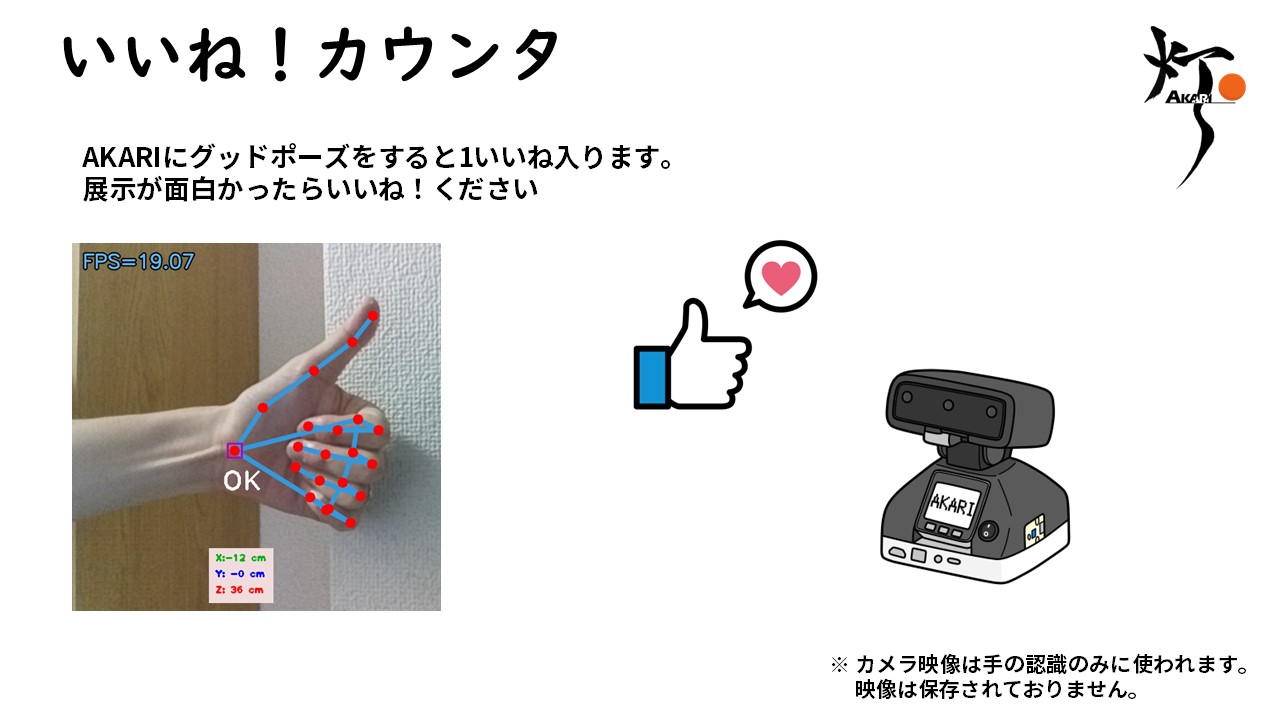 いいね！カウンタ
灯
AKARI
AKARIにグッドポーズをすると1いいね入ります。
展示が面白かったらいいね！ください
FPS=19.07
OK
X:-12 cm
Y: -0 cm
Z: 36 cm
AKARI
※ カメラ映像は手の認識のみに使われます。
映像は保存されておりません。